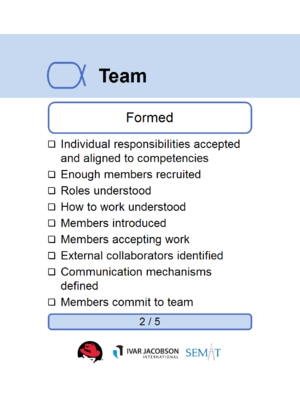 Team
Formed
❑ Individual responsibilities accepted
and aligned to competencies
❑ Enough members recruited
❑ Roles understood
❑ How to work understood
❑ Members introduced
❑ Members accepting work
❑ External collaborators identified
❑ Communication mechanisms
defined
❑ Members commit to team
2 / 5
IVAR JACOBSON
INTERNATIONAL
SEMAT